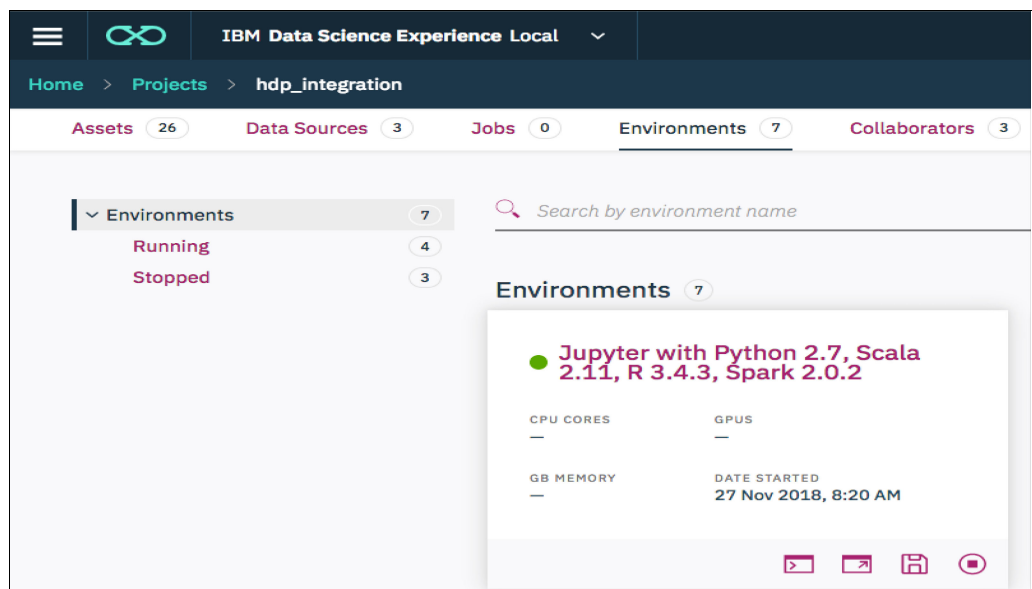 IBM Data Science Experience Local
Home > Projects > hdp_integration
Assets 26 Data Sources 3 Jobs 0 Environments 7 Collaborators 3
Environments 7
Running 4
Stopped 3
Search by environment name
Environments 7
Jupyter with Python 2.7, Scala
2.11, R 3.4.3, Spark 2.0.2
CPU CORES GPUS
— —
GB MEMORY DATE STARTED
— 27 Nov 2018, 8:20 AM